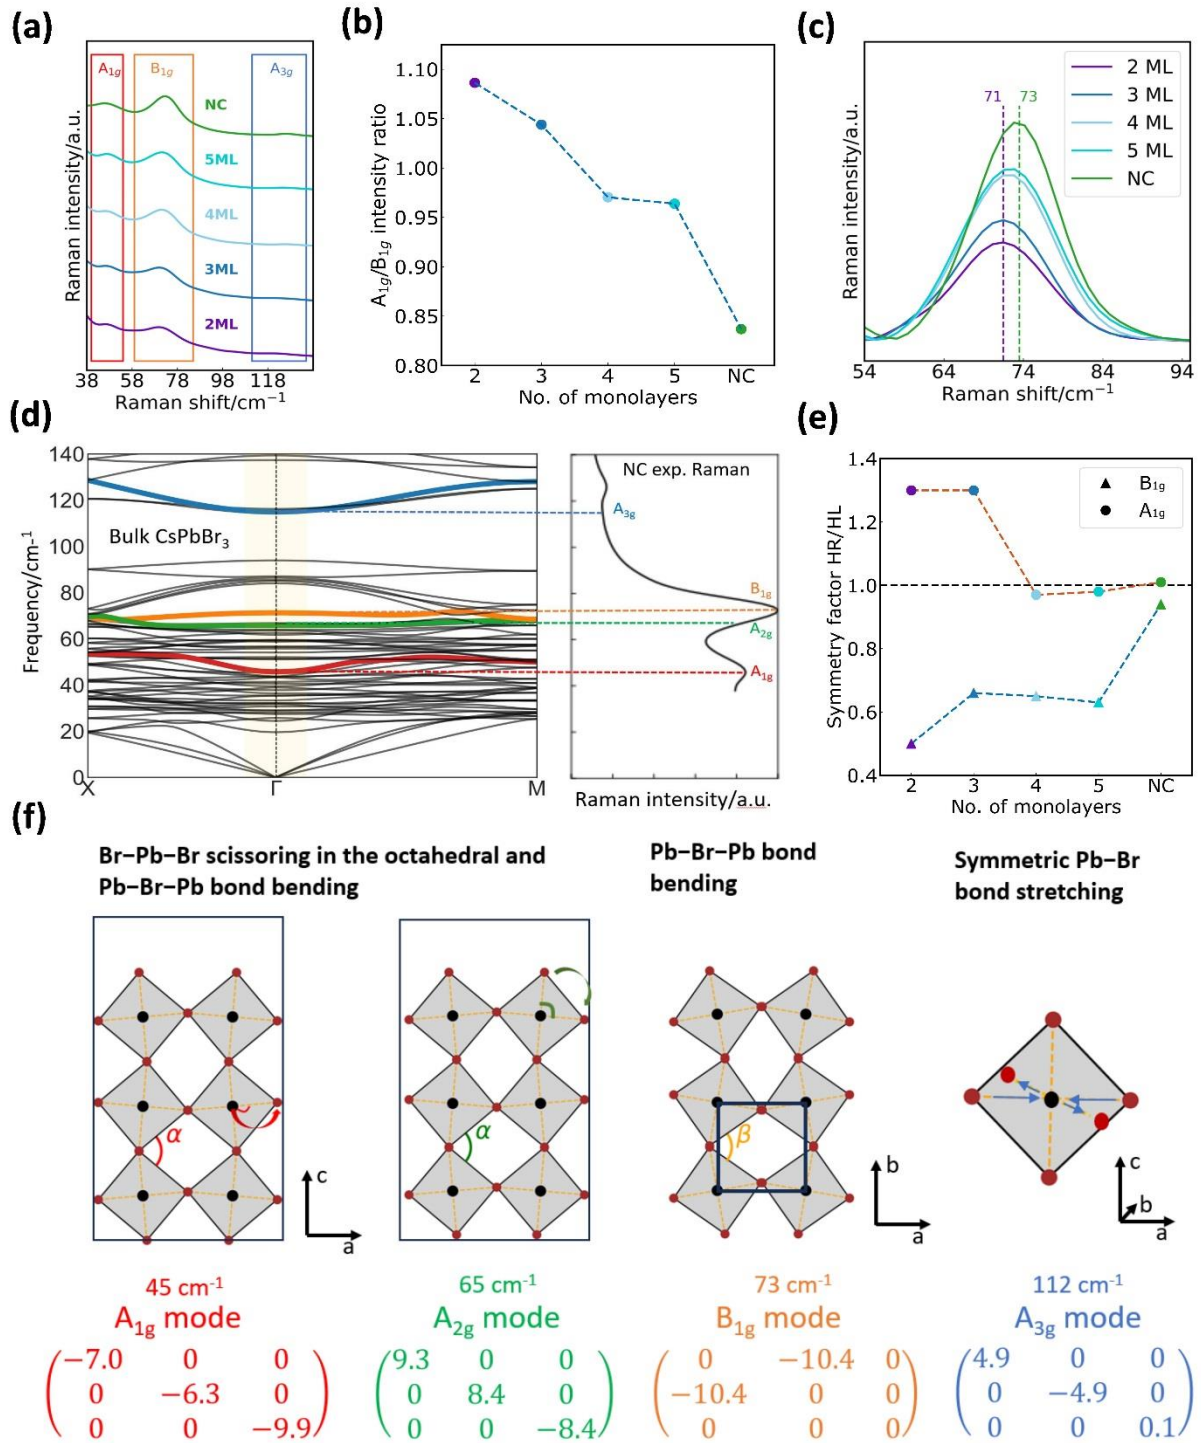 (a)
A1g
B1g
A3g
NC
5ML
4ML
3ML
2ML
Raman intensity/a.u.
38 58 78 98 118
Raman shift/cm⁻¹
(b)
1.10
1.05
1.00
0.95
0.90
0.85
0.80
A1g/B1g intensity ratio
2 3 4 5 NC
No. of monolayers
(c)
71 73
2 ML
3 ML
4 ML
5 ML
NC
Raman intensity/a.u.
54 64 74 84 94
Raman shift/cm⁻¹
(d)
140
120
100
80
60
40
20
0
Frequency/cm-1
Bulk CsPbBr3
X Γ M
NC exp. Raman
A3g
B1g
A2g
A1g
Raman intensity/a.u.
(e)
1.4
1.2
1.0
0.8
0.6
0.4
Symmetry factor HR/HL
B1g
A1g
2 3 4 5 NC
No. of monolayers
(f)
Br−Pb−Br scissoring in the octahedral and
Pb−Br−Pb bond bending
Pb−Br−Pb bond
bending
Symmetric Pb−Br
bond stretching
α
c
a
α
β
b
a
c
b
a
45 cm-1
A1g mode
−7.0 0 0
0 −6.3 0
0 0 −9.9
65 cm-1
A2g mode
9.3 0 0
0 8.4 0
0 0 −8.4
73 cm-1
B1g mode
0 −10.4 0
−10.4 0 0
0 0 0
112 cm-1
A3g mode
4.9 0 0
0 −4.9 0
0 0 0.1